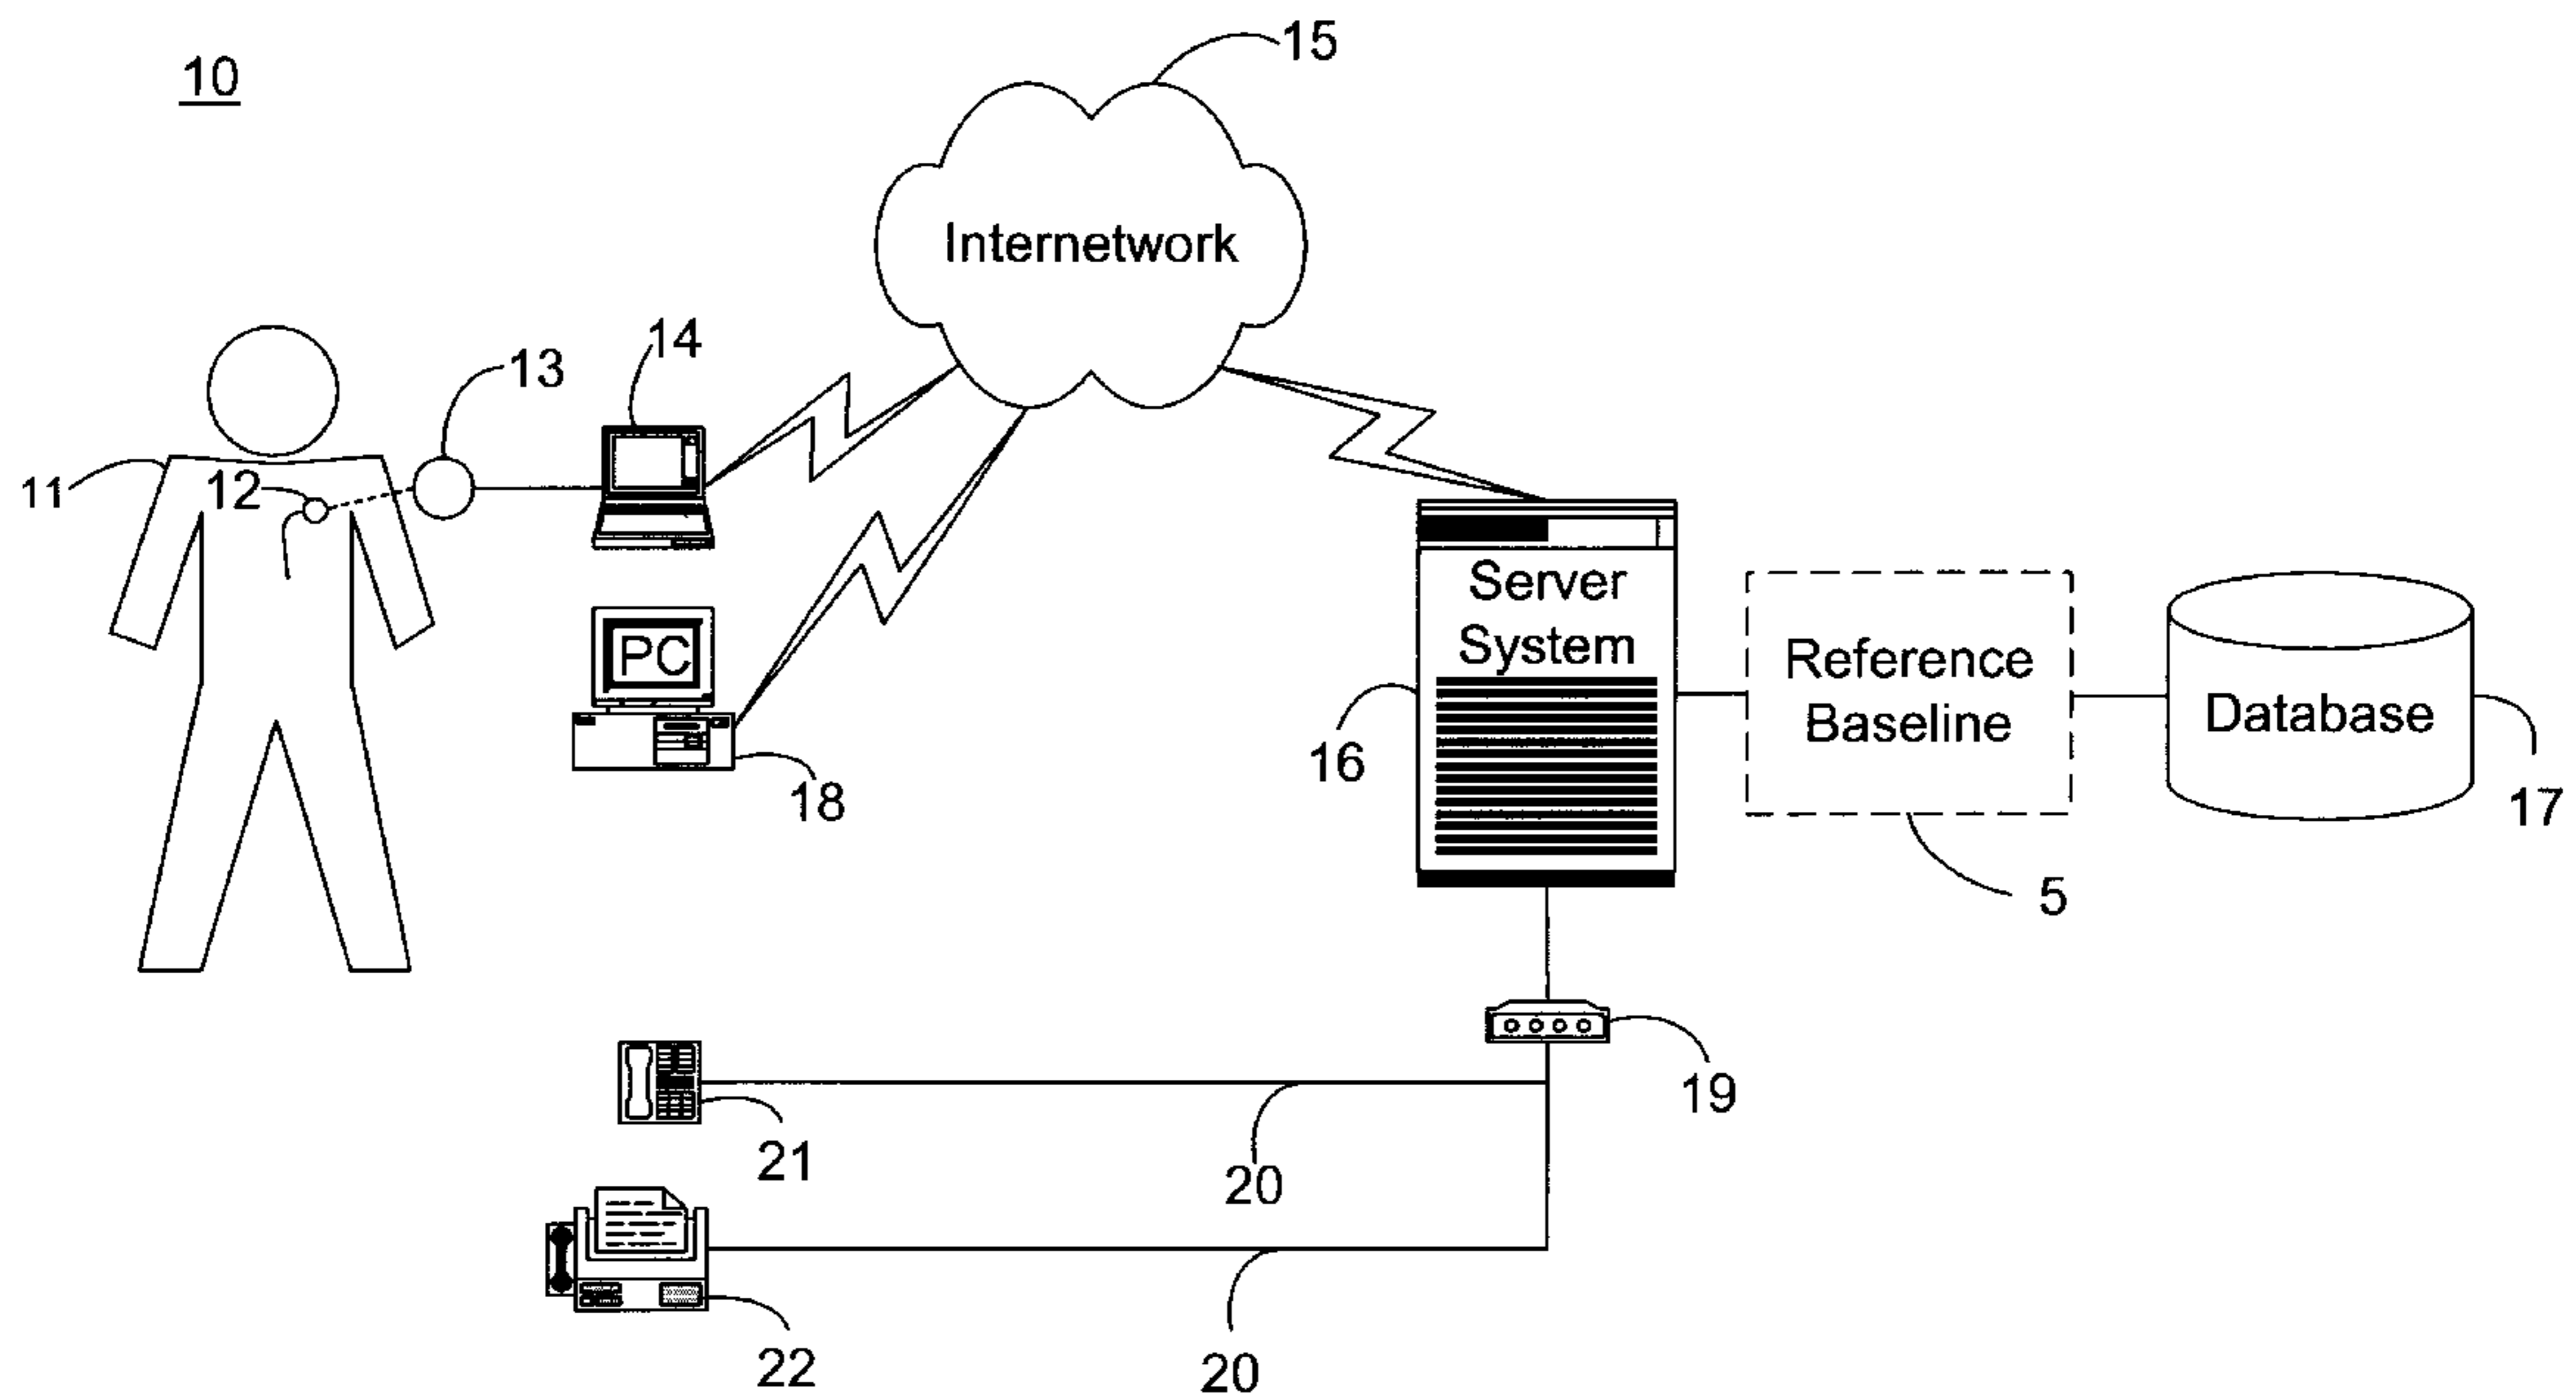 10
15
Internetwork
14
13
12
11
PC
18
Server
System
16
Reference
Baseline
5
Database
17
19
21
20
22
20